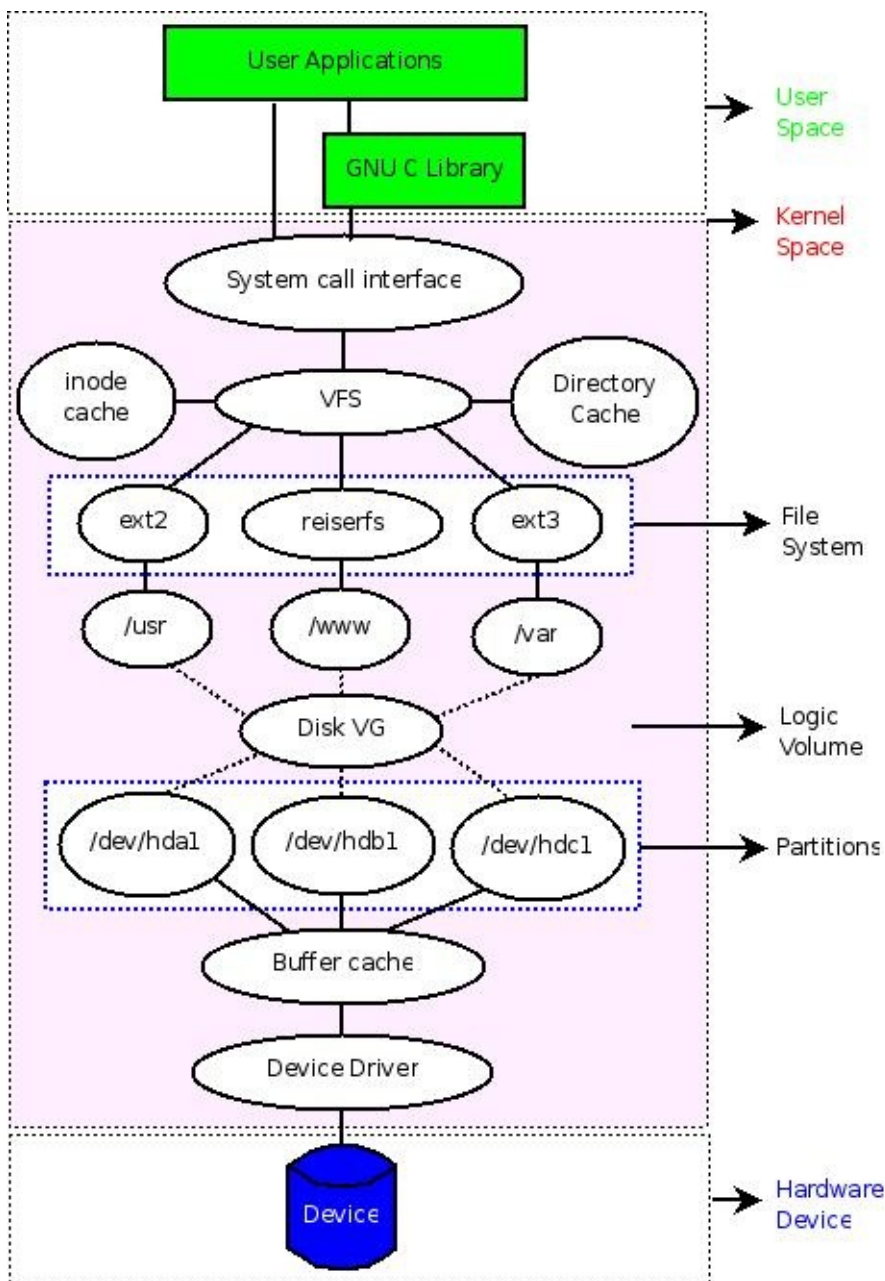 User Applications
User
Space
GNU C Library
Kernel
Space
System call interface
inode
cache
VFS
Directory
Cache
ext2
reiserfs
ext3
File
System
/usr
/www
/var
Disk VG
Logic
Volume
/dev/hda1
/dev/hdb1
/dev/hdc1
Partitions
Buffer cache
Device Driver
Device
Hardware
Device